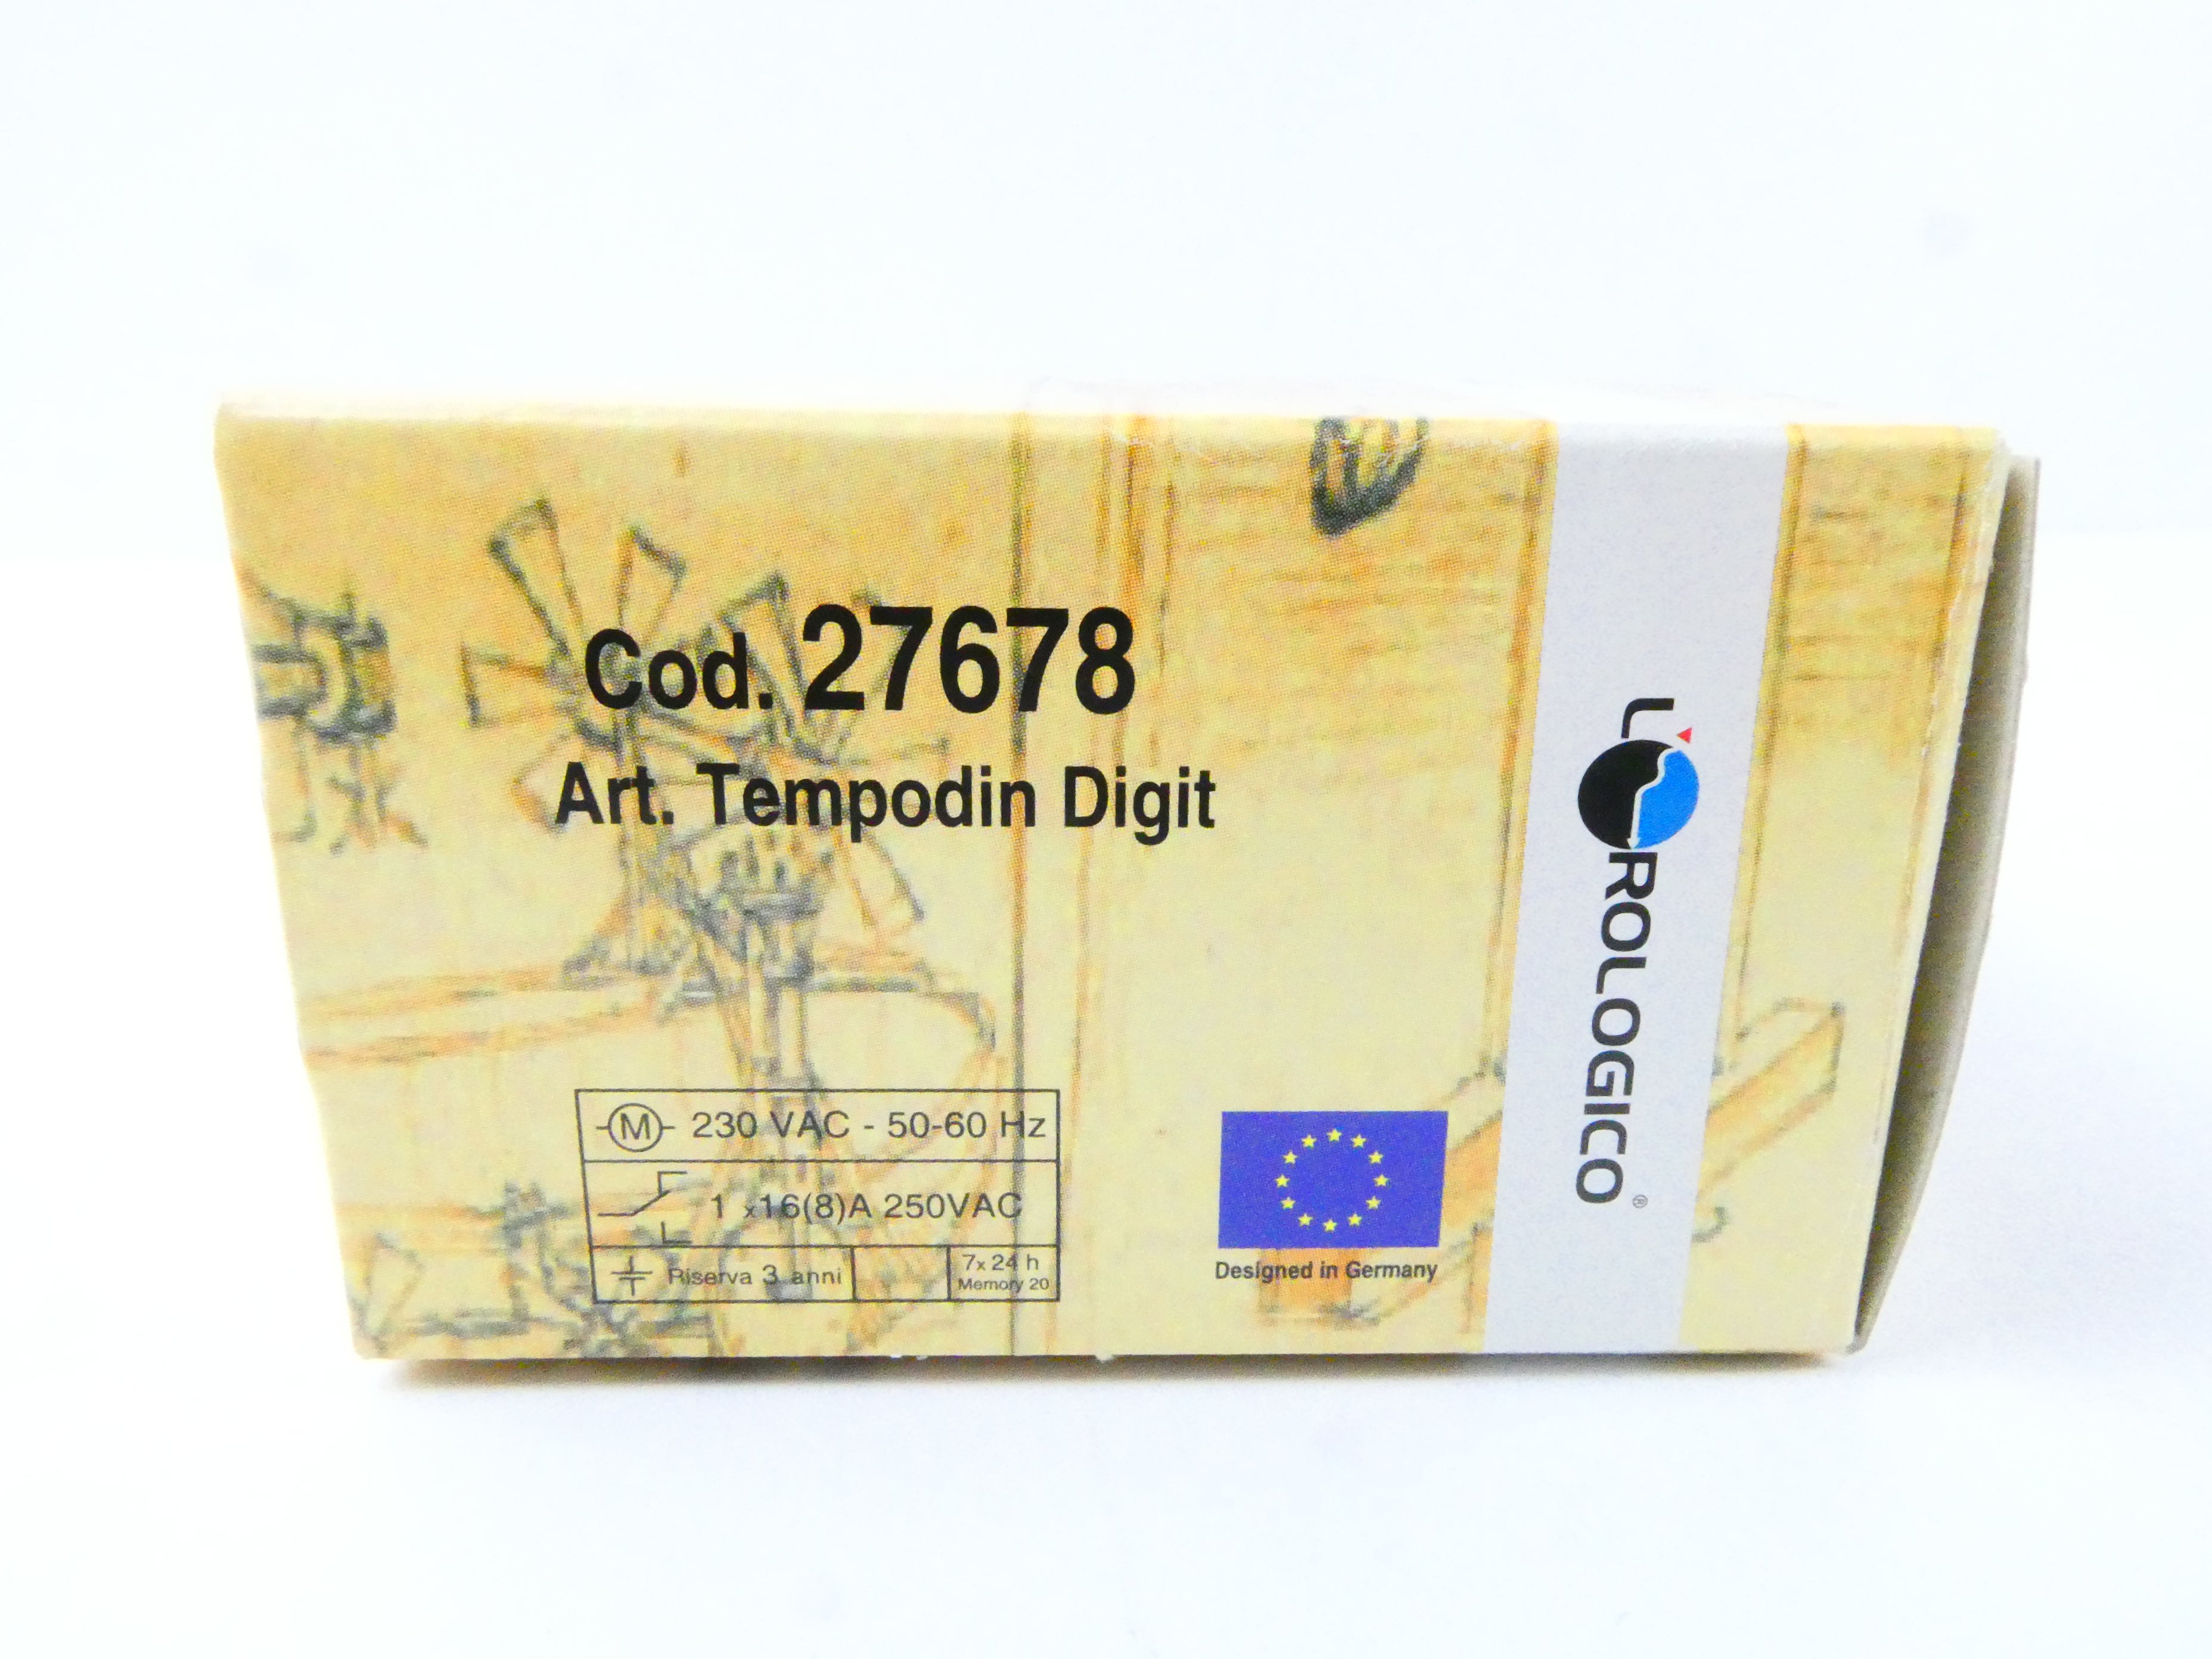 Cod. 27678
Art. Tempodin Digit
M 230 VAC - 50-60 Hz
1 x16(8)A 250VAC
Riserva 3 anni
7x 24 h
Memory 20
Designed in Germany
L'OROLOGICO®